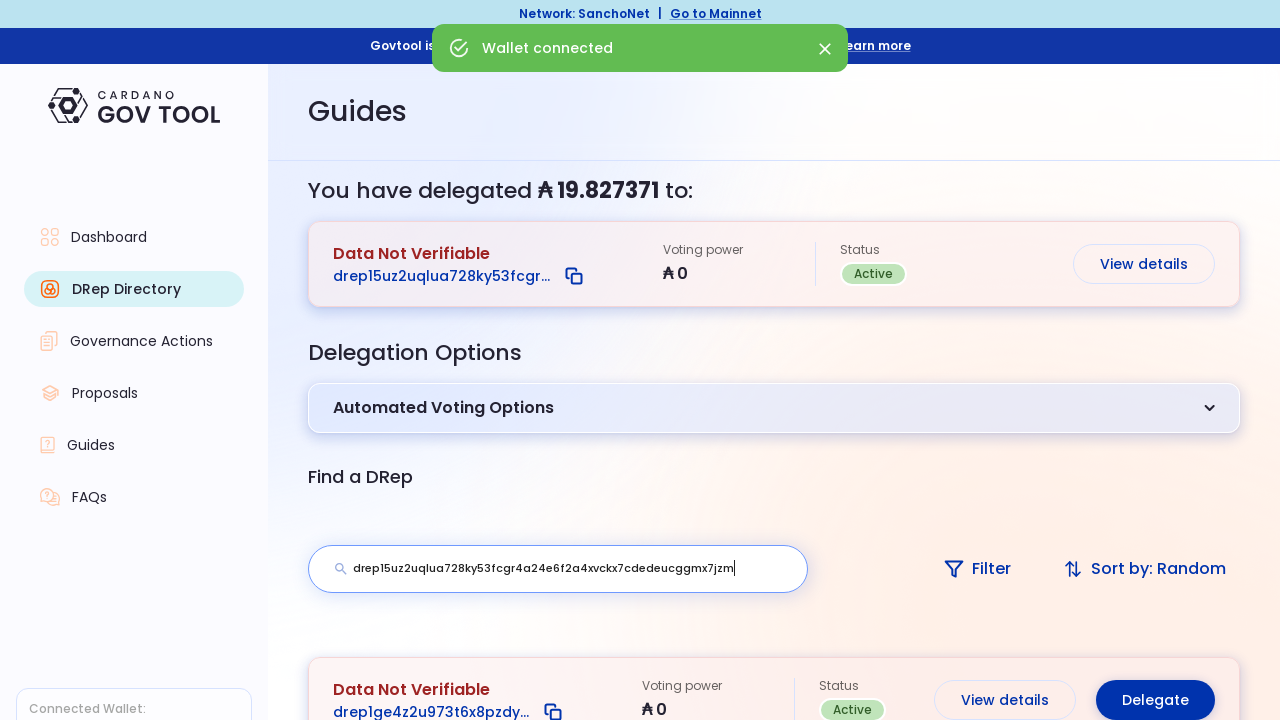 Network: SanchoNet | Go to Mainnet
Govtool is
earn more
Wallet connected
CARDANO
GOV TOOL
Guides
You have delegated ₳ 19.827371 to:
Dashboard
DRep Directory
Governance Actions
Proposals
Guides
FAQs
Data Not Verifiable
drep15uz2uqlua728ky53fcgr...
Voting power
₳ 0
Status
Active
View details
Delegation Options
Automated Voting Options
Find a DRep
drep15uz2uqlua728ky53fcgr4a24e6f2a4xvckx7cdedeucggmx7jzm
Filter
Sort by: Random
Data Not Verifiable
drep1ge4z2u973t6x8pzdy...
Voting power
₳ 0
Status
Active
View details
Delegate
Connected Wallet: